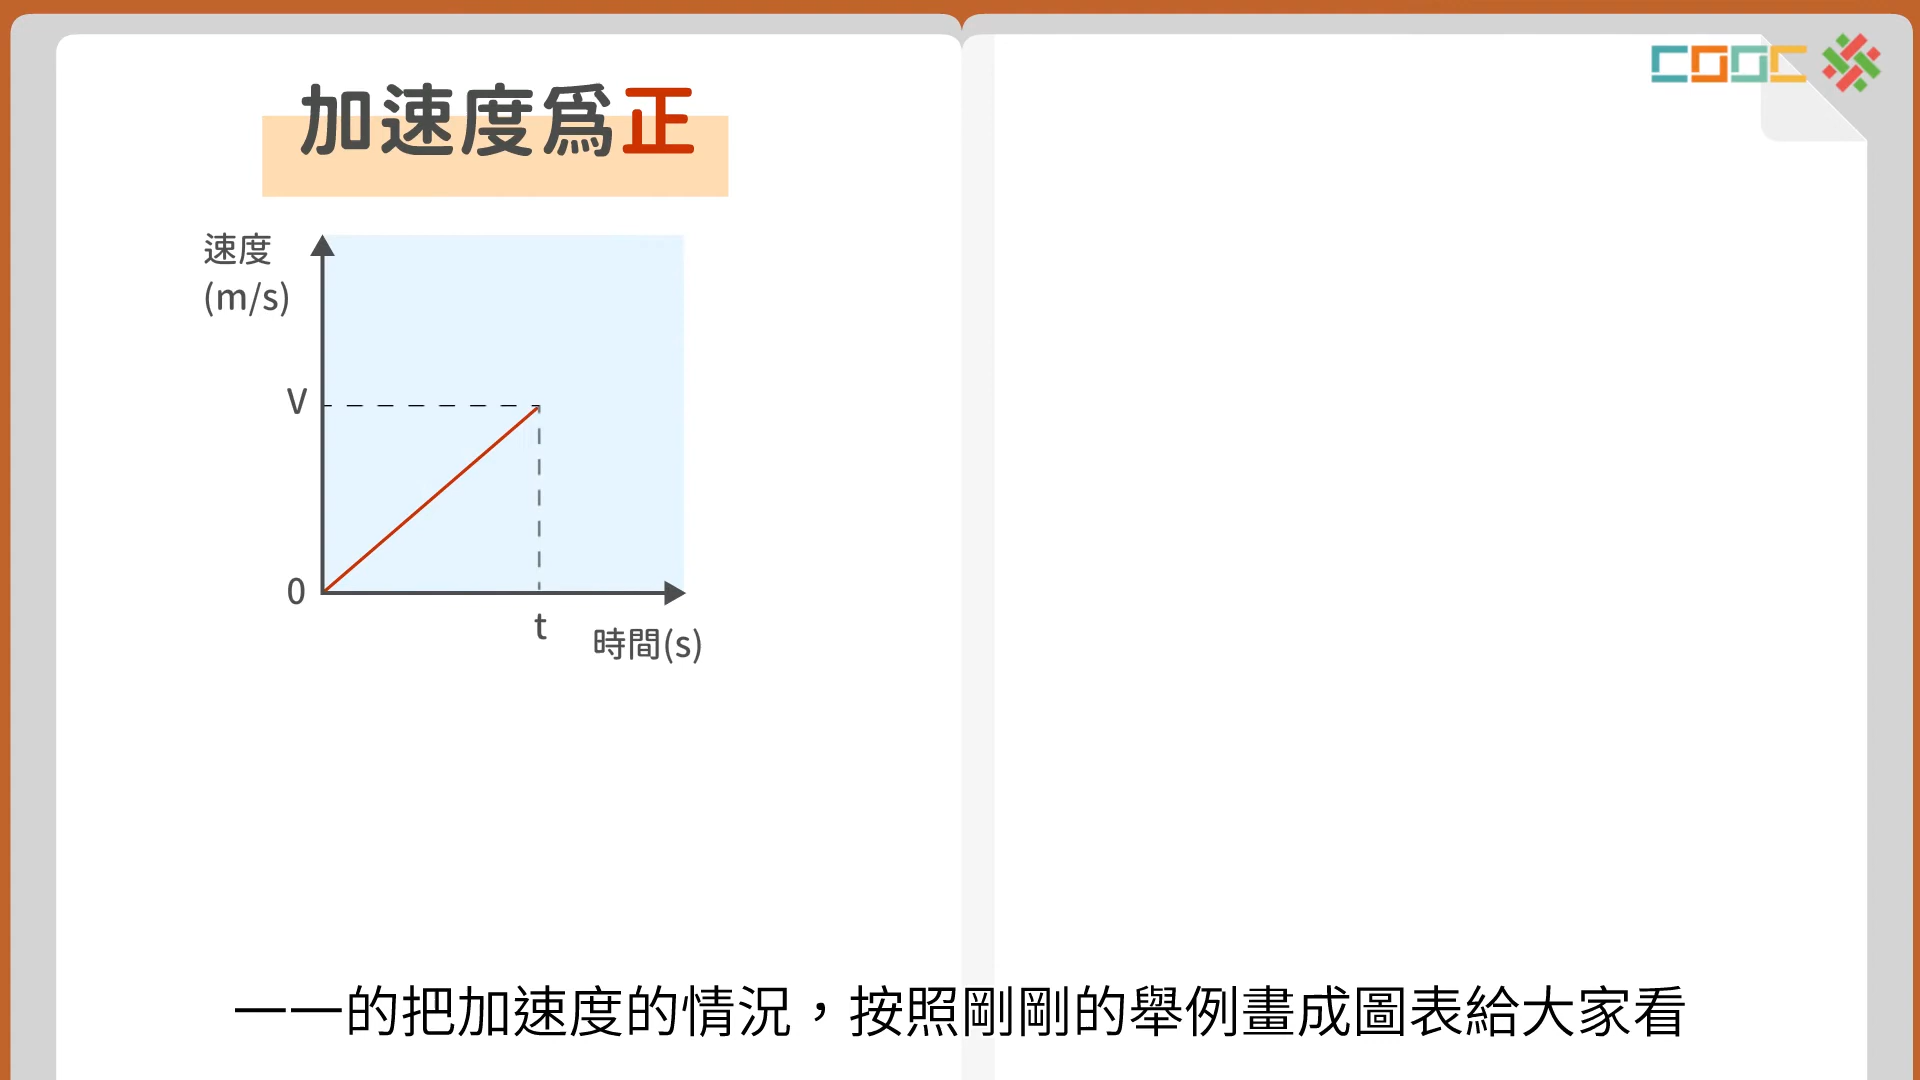 COOC
加速度爲正
速度
(m/s)
V
0
t
時間(s)
一一的把加速度的情況，按照剛剛的舉例畫成圖表給大家看